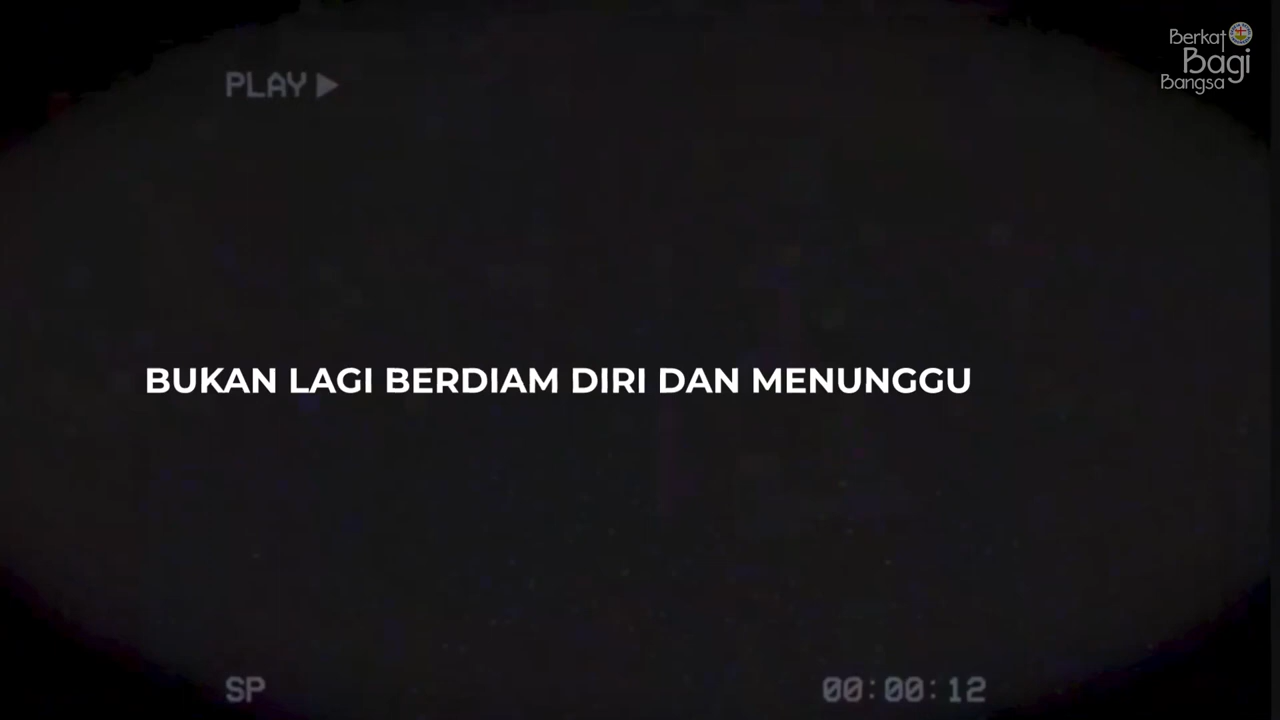 Berkat
Bagi
Bangsa
PLAY ▶
BUKAN LAGI BERDIAM DIRI DAN MENUNGGU
SP
00:00:12